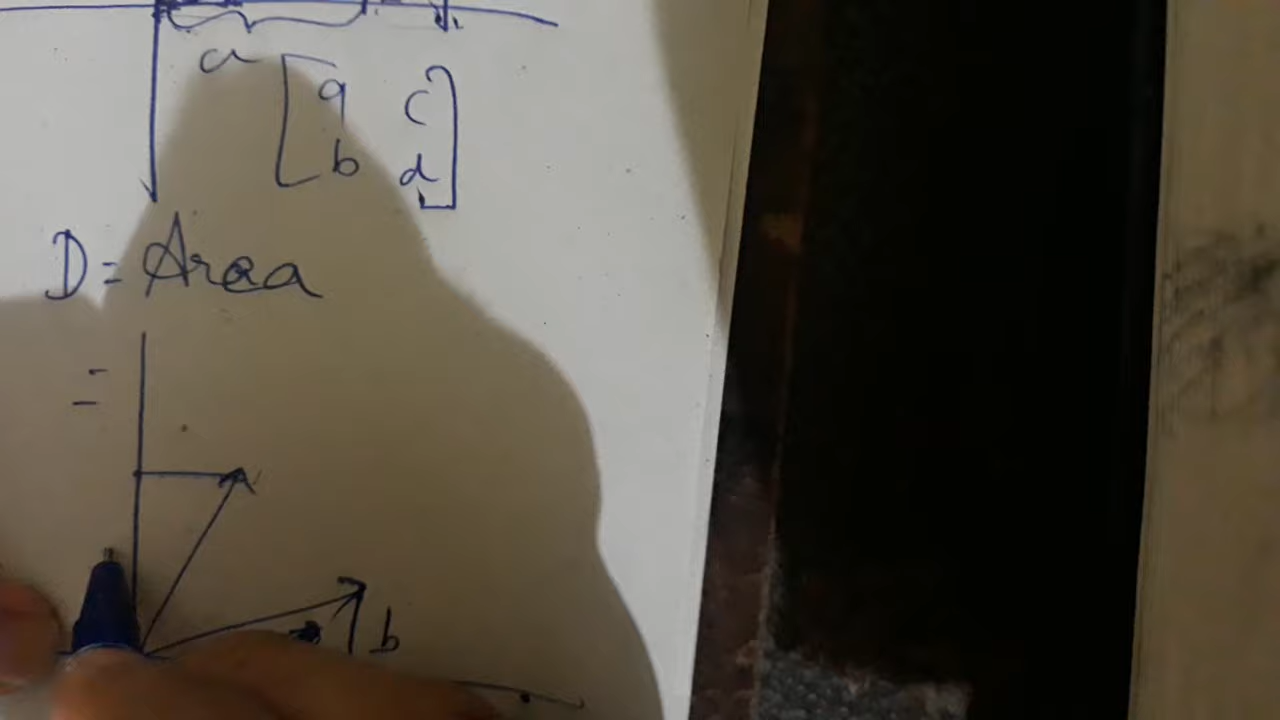 a
a c
b d
D = Area
=
b